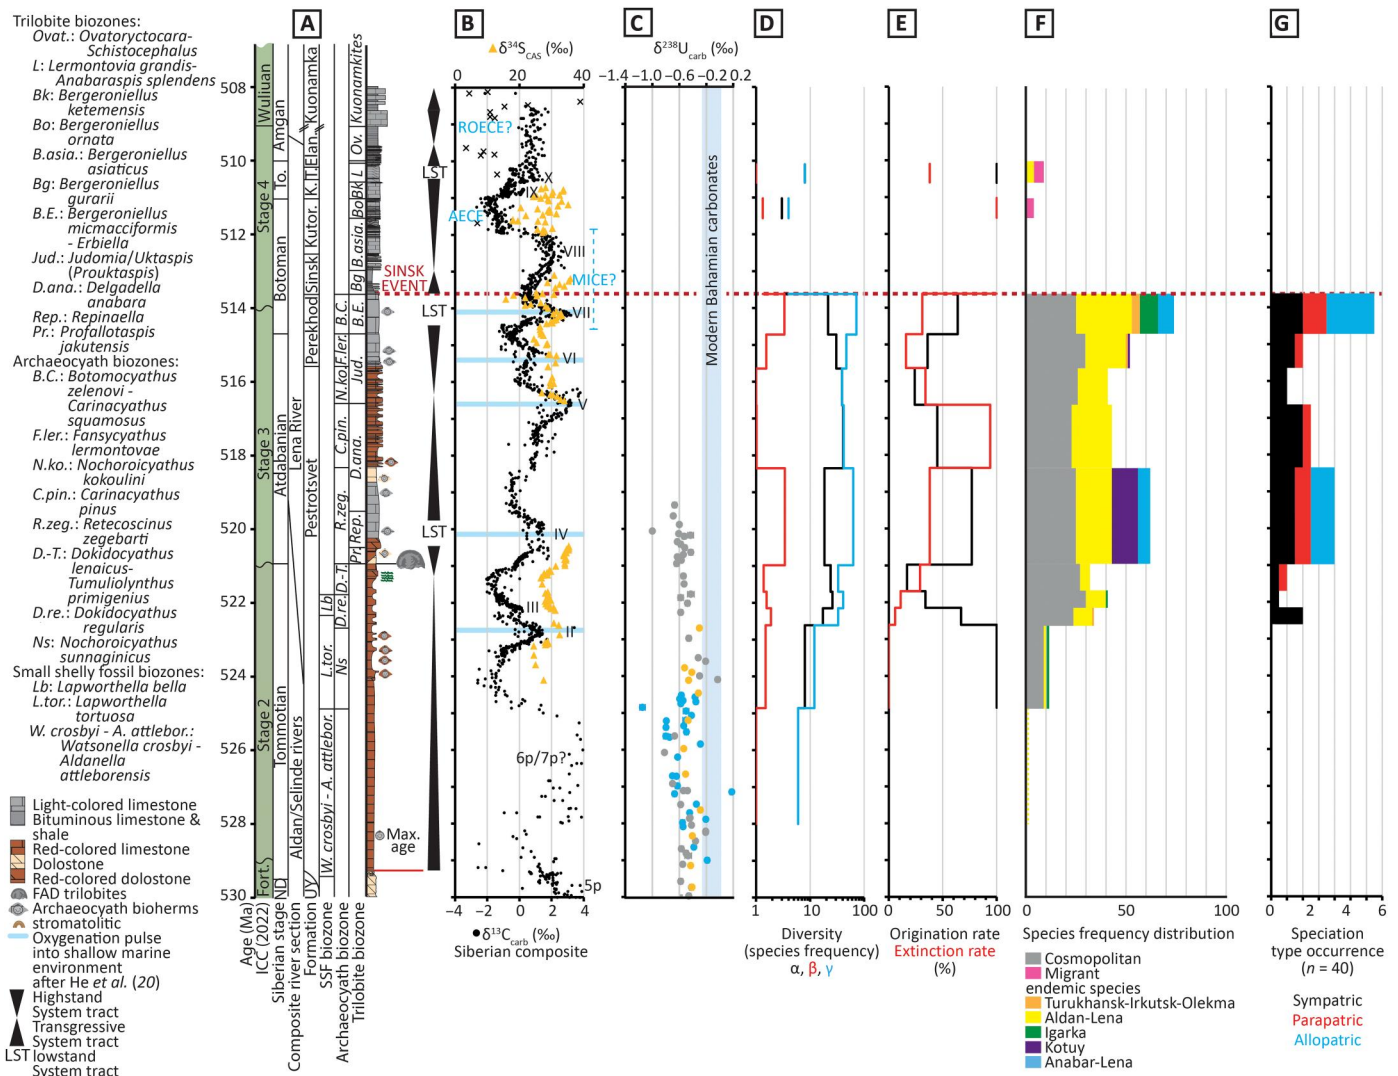 Trilobite biozones:
Ovat.: Ovatoryctocara-
Schistocephalus
L: Lermontovia grandis-
Anabaraspis splendens
Bk: Bergeroniellus
ketemensis
Bo: Bergeroniellus
ornata
B.asia.: Bergeroniellus
asiaticus
Bg: Bergeroniellus
gurarii
B.E.: Bergeroniellus
micmacciformis
- Erbiella
Jud.: Judomia/Uktaspis
(Prouktaspis)
D.ana.: Delgadella
anabara
Rep.: Repinaella
Pr.: Profallotaspis
jakutensis
Archaeocyath biozones:
B.C.: Botomocyathus
zelenovi -
Carinacyathus
squamosus
F.ler.: Fansycyathus
lermontovae
N.ko.: Nochoroicyathus
kokoulini
C.pin.: Carinacyathus
pinus
R.zeg.: Retecoscinus
zegebarti
D.-T.: Dokidocyathus
lenaicus-
Tumuliolynthus
primigenius
D.re.: Dokidocyathus
regularis
Ns: Nochoroicyathus
sunnaginicus
Small shelly fossil biozones:
Lb: Lapworthella bella
L.tor.: Lapworthella
tortuosa
W. crosbyi - A. attlebor.:
Watsonella crosbyi -
Aldanella
attleborensis
Light-colored limestone
Bituminous limestone &
shale
Red-colored limestone
Dolostone
Red-colored dolostone
FAD trilobites
Archaeocyath bioherms
stromatolitic
Oxygenation pulse
into shallow marine
environment
after He et al. (20)
Highstand
System tract
Transgressive
System tract
LST lowstand
System tract
A
508
510
512
514
516
518
520
522
524
526
528
530
Age (Ma)
Fort.
Stage 2
Stage 3
Stage 4
Wuliuan
ICC (2022)
ND
Tommotian
Atdabanian
Botoman
To.
Amgan
Siberian stage
Aldan/Selinde rivers
Lena River
Composite river section
UY
Pestrotsvet
Perekhod
Sinsk
Kutor.
K.
T.
Elan.
Kuonamka
Formation
W. crosbyi - A. attlebor.
L.tor.
Lb
SSF biozone
Ns
D.re.
D.-T.
R.zeg.
C.pin.
N.ko.
F.ler.
B.C.
Archaeocyath biozone
Pr.
Rep.
D.ana.
Jud.
B.E.
Bg
B.asia.
Bo
Bk
L
Ov.
Kuonamkites
Trilobite biozone
Max.
age
LST
LST
LST
SINSK
EVENT
B
δ34SCAS (‰)
0 20 40
ROECE?
X
IX
AECE
VIII
MICE?
VII
VI
V
IV
III
II
6p/7p?
5p
−4 −2 0 2 4
δ13Ccarb (‰)
Siberian composite
C
δ238Ucarb (‰)
−1.4 −1.0 −0.6 −0.2 0.2
Modern Bahamian carbonates
D
1 10 100
Diversity
(species frequency)
α, β, γ
E
0 50 100
Origination rate
Extinction rate
(%)
F
0 50 100
Species frequency distribution
Cosmopolitan
Migrant
endemic species
Turukhansk-Irkutsk-Olekma
Aldan-Lena
Igarka
Kotuy
Anabar-Lena
G
0 2 4 5 6
Speciation
type occurrence
(n = 40)
Sympatric
Parapatric
Allopatric